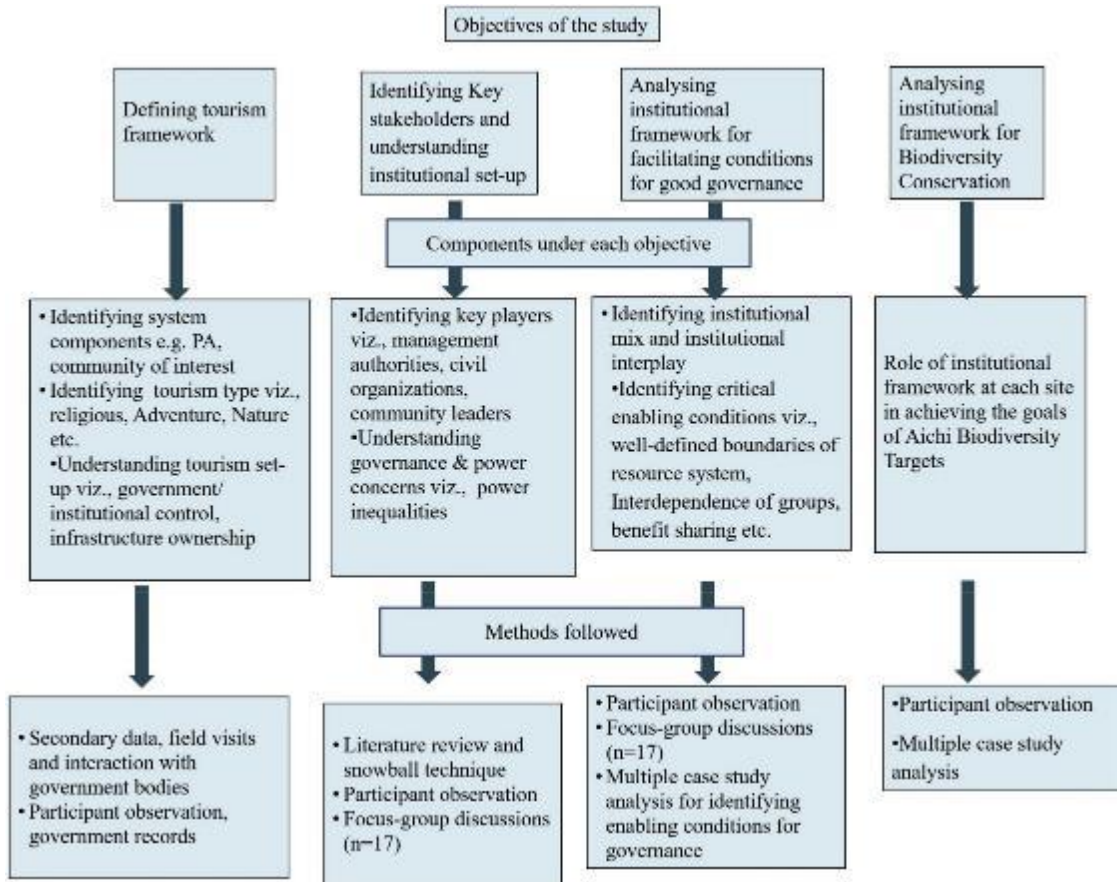 Objectives of the study
Defining tourism
framework
Identifying Key
stakeholders and
understanding
institutional set-up
Analysing
institutional
framework for
facilitating conditions
for good governance
Analysing
institutional
framework for
Biodiversity
Conservation
Components under each objective
•Identifying system
components e.g. PA,
community of interest
•Identifying tourism type viz.,
religious, Adventure, Nature
etc.
•Understanding tourism set-
up viz., government/
institutional control,
infrastructure ownership
•Identifying key players
viz., management
authorities, civil
organizations,
community leaders
•Understanding
governance & power
concerns viz., power
inequalities
•Identifying institutional
mix and institutional
interplay
•Identifying critical
enabling conditions viz.,
well-defined boundaries of
resource system,
Interdependence of groups,
benefit sharing etc.
Role of institutional
framework at each site
in achieving the goals
of Aichi Biodiversity
Targets
Methods followed
•Secondary data, field visits
and interaction with
government bodies
•Participant observation,
government records
•Literature review and
snowball technique
•Participant observation
•Focus-group discussions
(n=17)
•Participant observation
•Focus-group discussions
(n=17)
•Multiple case study
analysis for identifying
enabling conditions for
governance
•Participant observation
•Multiple case study
analysis